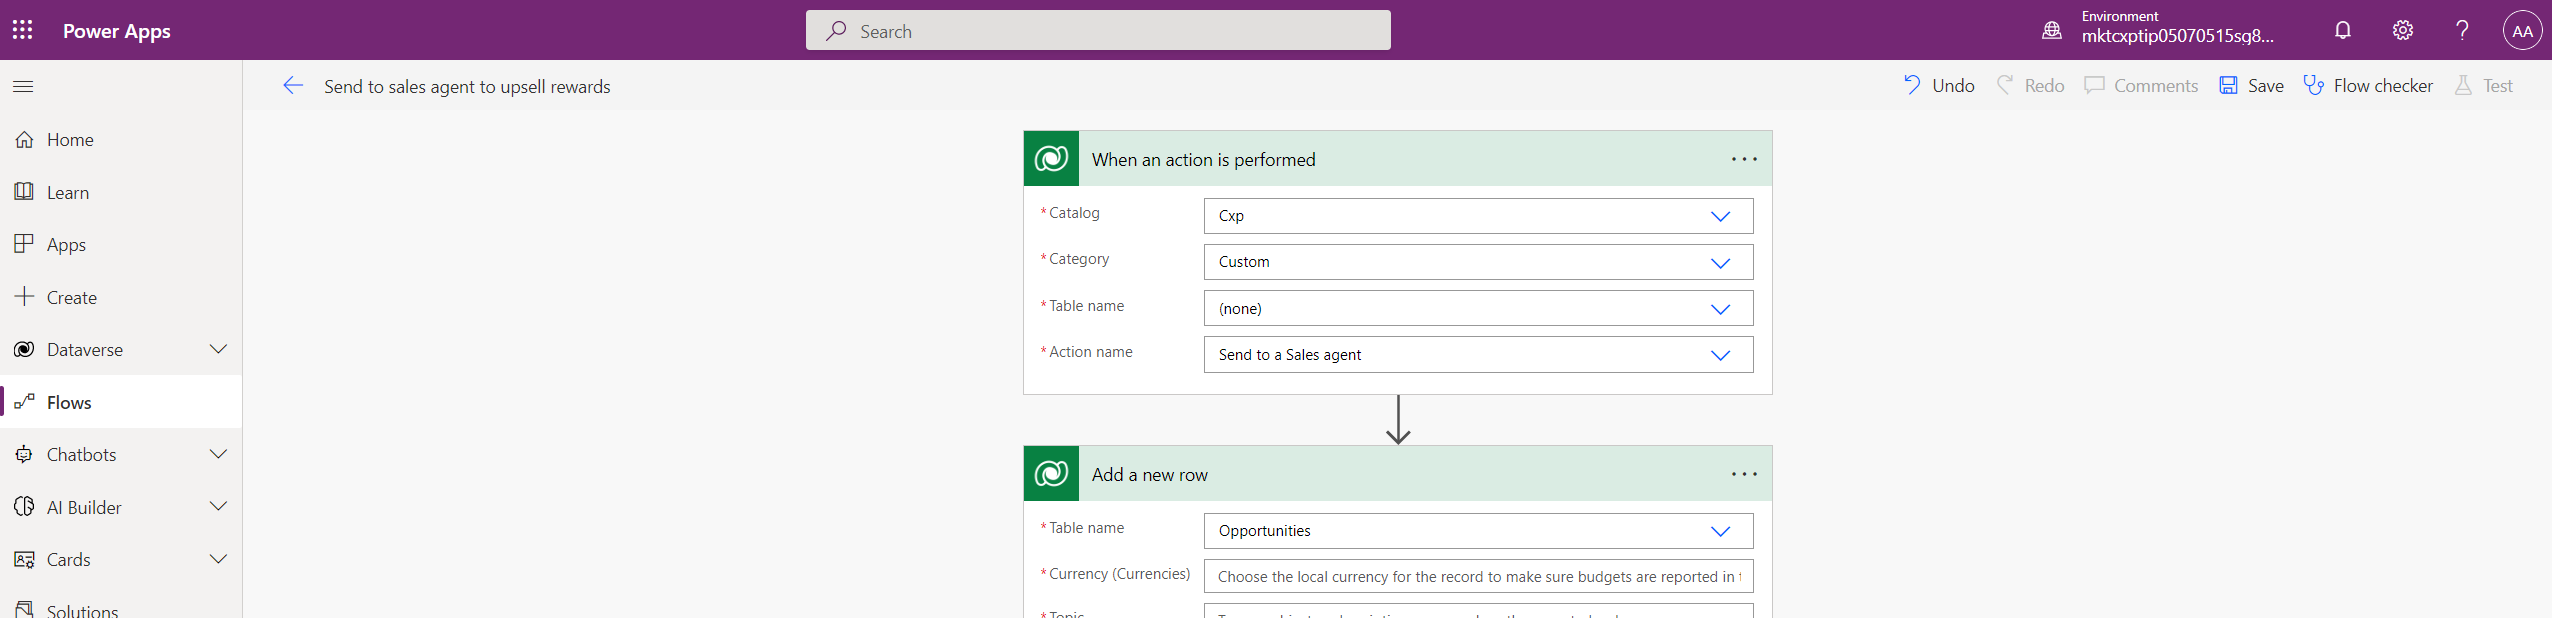 Power Apps
Search
Environment
mktcxptip05070515sg8...
AA
Send to sales agent to upsell rewards
Undo
Redo
Comments
Save
Flow checker
Test
Home
Learn
Apps
Create
Dataverse
Flows
Chatbots
AI Builder
Cards
Solutions
When an action is performed
* Catalog
Cxp
* Category
Custom
* Table name
(none)
* Action name
Send to a Sales agent
Add a new row
* Table name
Opportunities
* Currency (Currencies)
Choose the local currency for the record to make sure budgets are reported in
* Topic